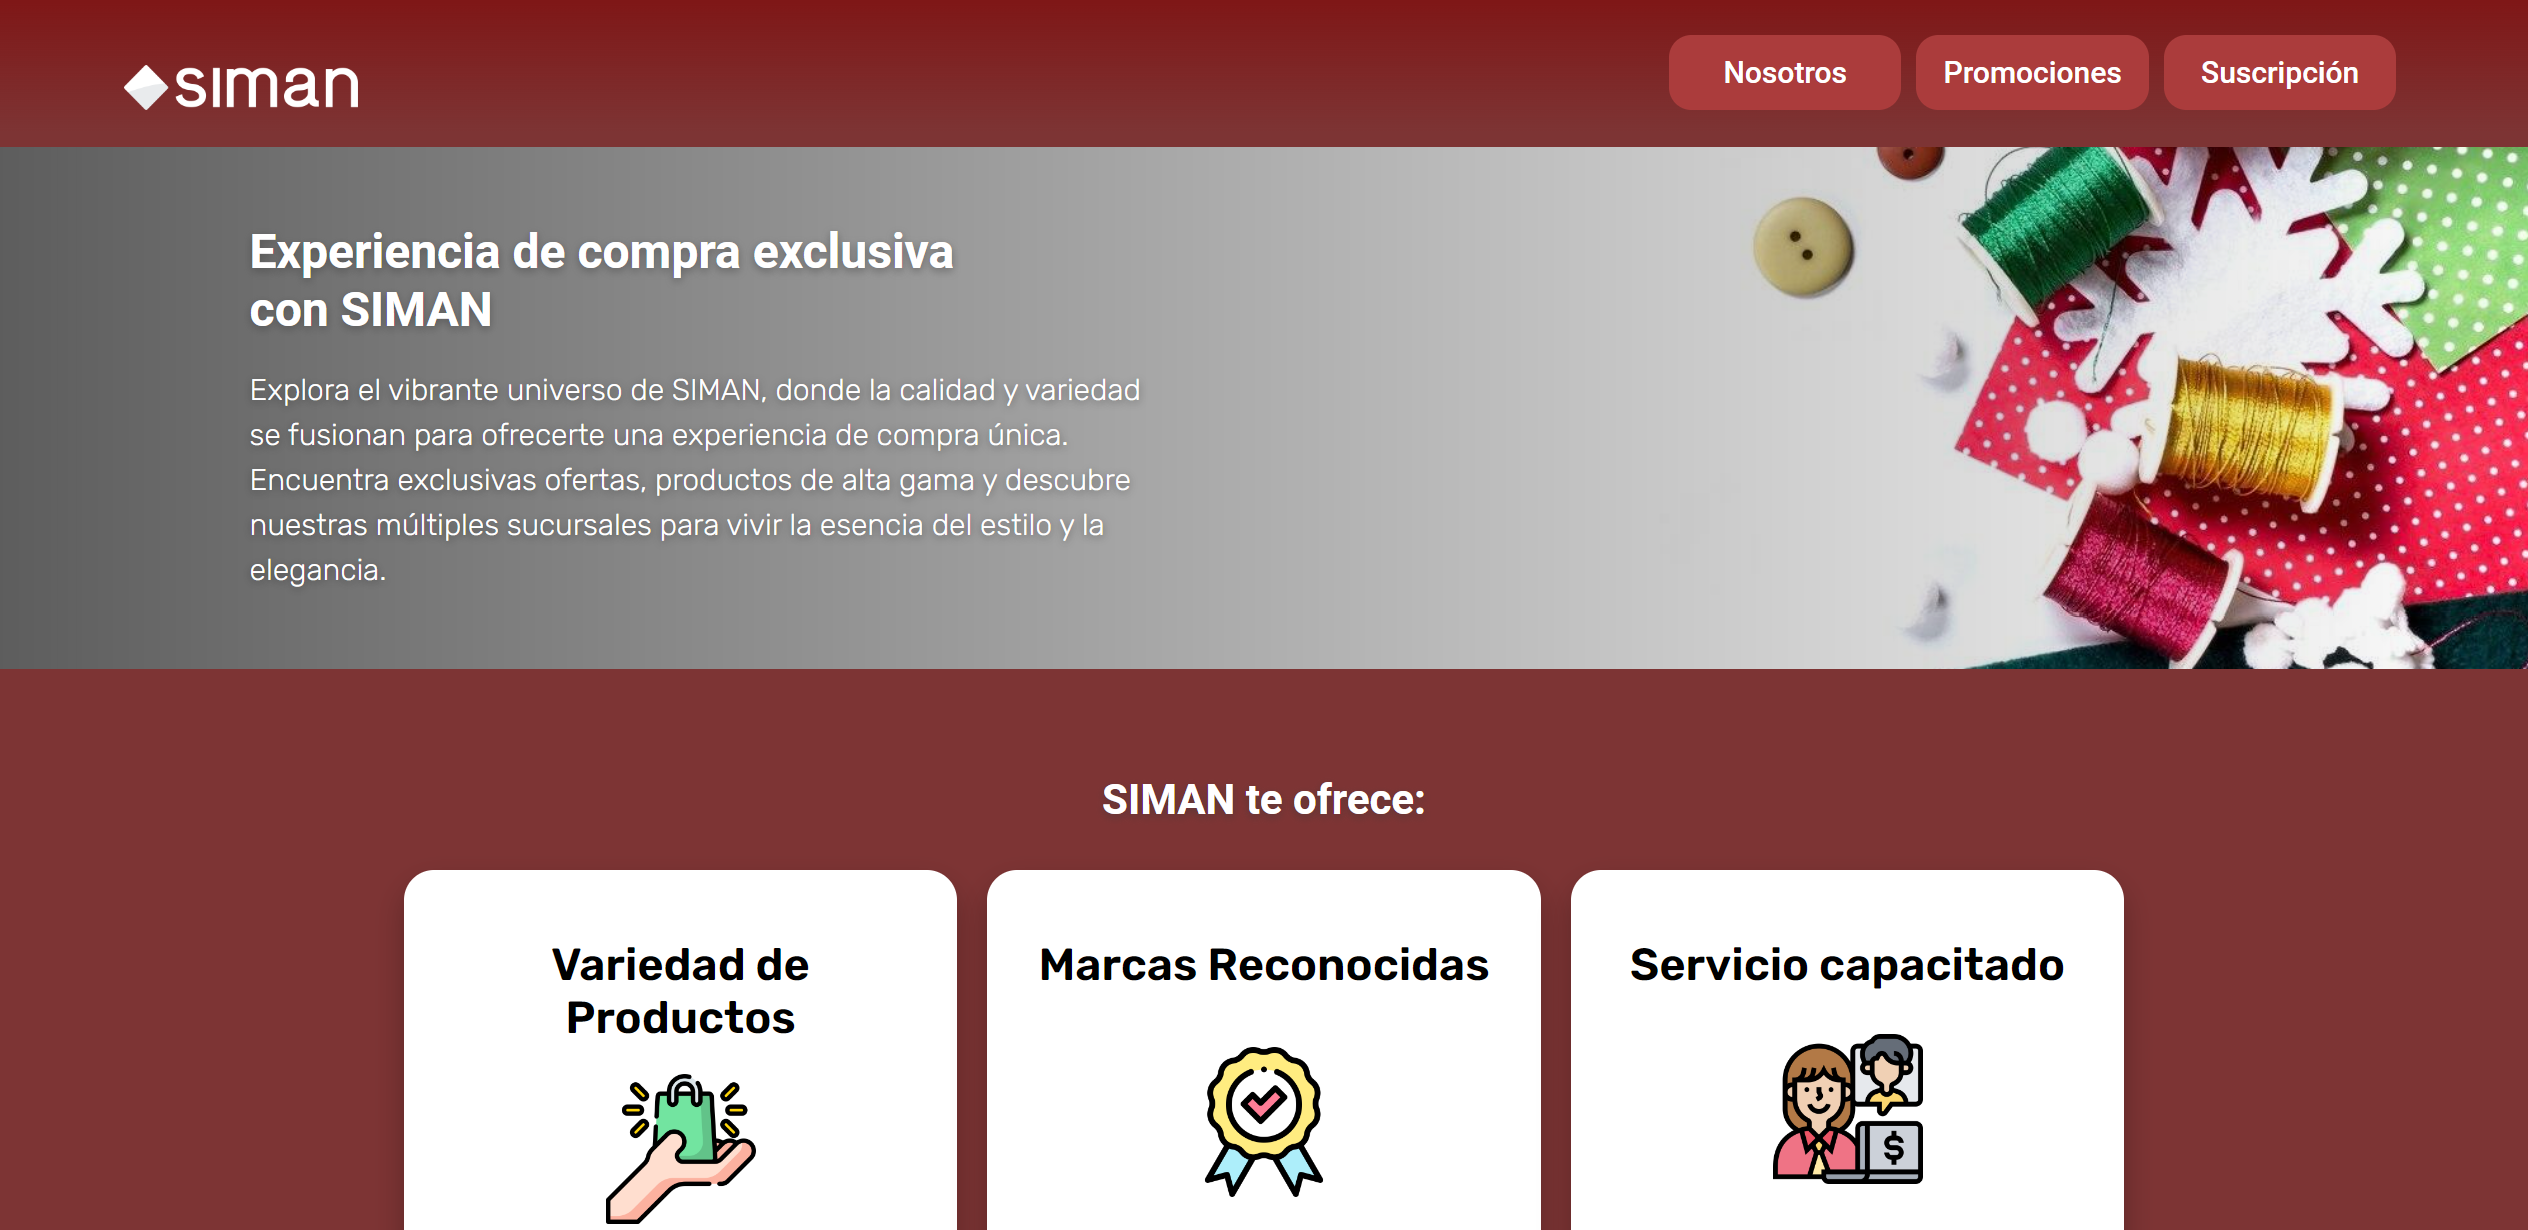 siman
Nosotros
Promociones
Suscripción
Experiencia de compra exclusiva
con SIMAN
Explora el vibrante universo de SIMAN, donde la calidad y variedad
se fusionan para ofrecerte una experiencia de compra única.
Encuentra exclusivas ofertas, productos de alta gama y descubre
nuestras múltiples sucursales para vivir la esencia del estilo y la
elegancia.
SIMAN te ofrece:
Variedad de
Productos
Marcas Reconocidas
Servicio capacitado
$